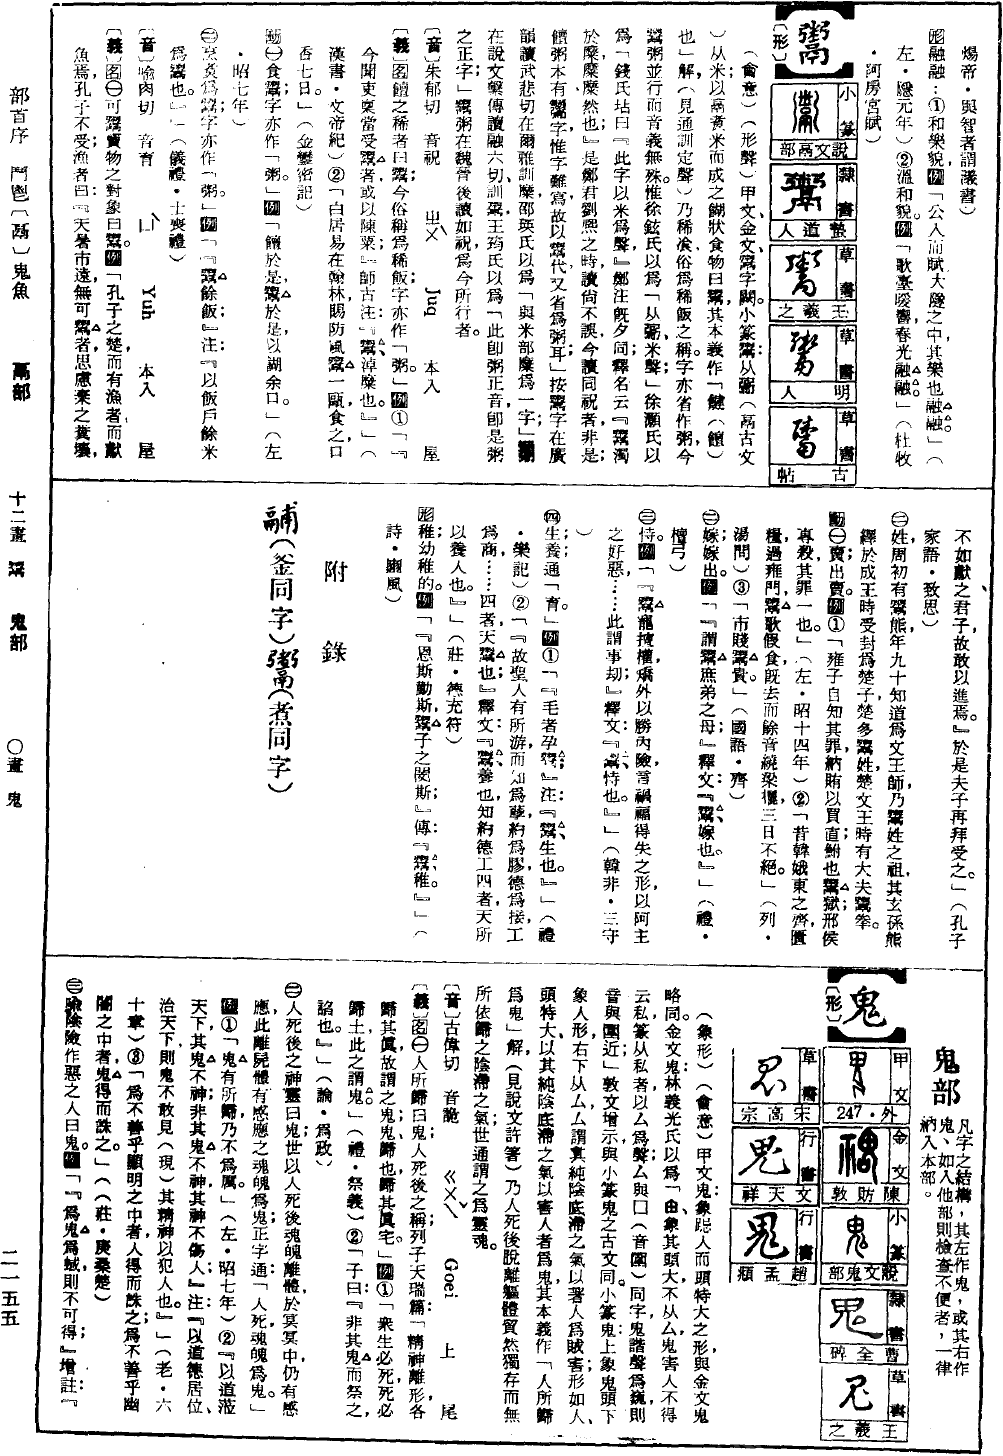 煬帝．與智者謂議書）
形融融：①和樂貌。例「公入而賦大隧之中，其樂也融融。」（
左．隱元年）②溫和貌。例「歌臺暖響，春光融融。」（杜牧
．阿房宮賦）
鬻
〔形〕
小篆 說文鬲部
隸書 螢道人
草書 王羲之
草書 明人
草書 古帖
（會意）（形聲）甲文、金文鬻字闕。小篆鬻：从䰜（鬲古文
）从米，以鬲煑米而成之餬狀食物曰鬻，其本義作「鍵（饘）
也」解，（見通訓定聲）乃稀飡，俗爲稀飯之稱。字亦省作粥，今
鬻粥並行而音義無殊。惟徐鉉氏以爲「从䰜米聲」，徐灝氏以
爲「錢氏坫曰『此字以米爲聲』，鄭注旣夕同，釋名云『鬻濁
於糜，糜糜然也』，是鄭君劉熙之時，讀尙不誤，今讀同祝者非，是
饋粥本有鬻字，惟字難寫，故以鬻代，又省爲粥耳」；按鬻字在廣
韻讀武悲切，在爾雅訓糜，邵瑛氏以爲「與米部糜爲一字」；
在說文繫傳讀融六切，訓鬻，王筠氏以爲「此卽粥正音，卽是粥
之正字」，鬻粥在魏晉後讀如祝，爲今所行者。
〔音〕朱郁切 音祝 ㄓㄨˋ Juq 本入 屋
〔義〕名㊀饘之稀者曰鬻，今俗稱爲稀飯，字亦作「粥」。例①「『
今聞吏稟當受鬻者，或以陳粟』師古注：『鬻，淖糜也。』」（
漢書．文帝紀）②「白居易在翰林，賜防風鬻一甌，食之，口
香七日」（金鑾密記）
動㊀食鬻；字亦作「粥」。例「饘於是，鬻於是，以餬余口。」（左
．昭七年）
㊁烹煑爲鬻；字亦作「粥」。例「『鬻餘飯』注：『以飯尸餘米
爲鬻也。』」（儀禮．士喪禮）
〔音〕喻肉切 音育 ㄩˋ Yuh 本入 屋
〔義〕名㊀可鬻賣物之對象曰鬻。例「孔子之楚，而有漁者而獻
魚焉，孔子不受，漁者曰：『天暑市遠，無可鬻者，思慮棄之糞壤，
不如獻之君子，故敢以進焉。』於是夫子再拜受之。」（孔子
家語．致思）
㊁姓，周初有鬻熊，年九十知道，爲文王師，乃鬻姓之祖；其玄孫熊
繹於成王時受封爲楚子，楚多鬻姓，楚文王時有大夫鬻拳。
動㊀賣；出賣。例①「雍子自知其罪，納賂以買直，鮒也鬻獄，邢侯
專殺，其罪一也。」（左．昭十四年）②「昔韓娥東之齊，匱
糧，過雍門，鬻歌假食，旣去而餘音繞梁欐，三日不絕。」（列．
湯問）③「市賤鬻貴。」（國語．齊）
㊁嫁，嫁出。例「『謂鬻庶弟之母』釋文：『鬻，嫁也。』」（禮．
檀弓）
㊂恃。例「『鬻寵擅權，矯外以勝內，險言禍福得失之形，以阿主
之好惡，……此謂事劫』釋文：『鬻，恃也。』」（韓非．三守
）
㊃生；養；通「育」。例①「『毛者孕鬻』注：『鬻，生也。』」（禮
．樂記）②「『故聖人有所游，而知爲孽，約爲膠，德爲接，工
爲商……四者天鬻也』釋文：『鬻，養也，知約德工四者，天所
以養人也。』」（莊．德充符）
形稚；幼稚的。例「『恩斯勤斯，鬻子之閔斯』傳：『鬻，稚。』」（
詩．豳風）
附錄
䰞（釜同字）鬻（煮同字）
鬼部 凡字之結構，其左作鬼，或其右作
鬼、如入他部則檢查不便者，一律
納入本部。
鬼
〔形〕
甲文 外．247
金文 陳肪敦
小篆 說文鬼部
隸書 曹全碑
草書 王羲之
草書 宋高宗
行書 文天祥
行書 趙孟頫
（象形）（會意）甲文鬼：象踞人而頭特大之形，與金文鬼
略同。金文鬼：林義光氏以爲「由象其頭大，不从厶，鬼害人不得
云私，篆从私者以厶爲聲，厶與囗（音圍）同字，鬼諧聲爲巍，則
音與圍近」；敦文增示，與小篆鬼之古文同。小篆鬼：上象鬼頭，下
象人形，右下从厶，厶謂其純陰底滯之氣以著人爲賊害形；如人、
頭特大，以其純陰底滯之氣以害人者爲鬼，其本義作「人所歸
爲鬼」解，（見說文許箸）乃人死後脫離軀體，貿然獨存而無
所依歸之陰滯之氣，世通謂之爲靈魂。
〔音〕古偉切 音詭 ㄍㄨㄟˇ Goei 上 尾
〔義〕名㊀人所歸曰鬼；人死後之稱，列子天瑞篇：「精神離形，各
歸其眞，故謂之鬼，鬼，歸也，歸其眞宅」。例①「衆生必死，死必
歸土，此之謂鬼」（禮．祭義）②「子曰：『非其鬼而祭之，
諂也。』」（論．爲政）
㊁人死後之神靈曰鬼；世以人死後，魂魄離體於冥冥中仍有感
應，此離屍體有感應之魂魄爲鬼；正字通：「人死魂魄爲鬼。」
例①「鬼有所歸，乃不爲厲。」（左．昭七年）②「『以道蒞
天下，其鬼不神，非其鬼不神，其神不傷人』注：『以道德居位、
治天下，則鬼不敢見（現）其精神以犯人也。』」（老．六
十章）③「爲不善乎顯明之中者，人得而誅之，爲不善乎幽
閒之中者，鬼得而誅之。」（（莊．庚桑楚）
㊂險陰險作惡之人曰鬼。例「『爲鬼爲蜮，則不可得』增註：『
部首序 鬥鬯〔鬲〕鬼魚 鬲部 十二畫 鬻 鬼部 〇畫 鬼 二一五五